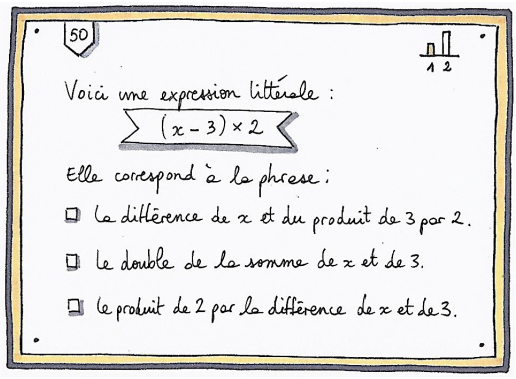 50
1 2
Voici une expression littérale :
(x - 3) × 2
Elle correspond à la phrase :
La différence de x et du produit de 3 par 2.
Le double de la somme de x et de 3.
Le produit de 2 par la différence de x et de 3.